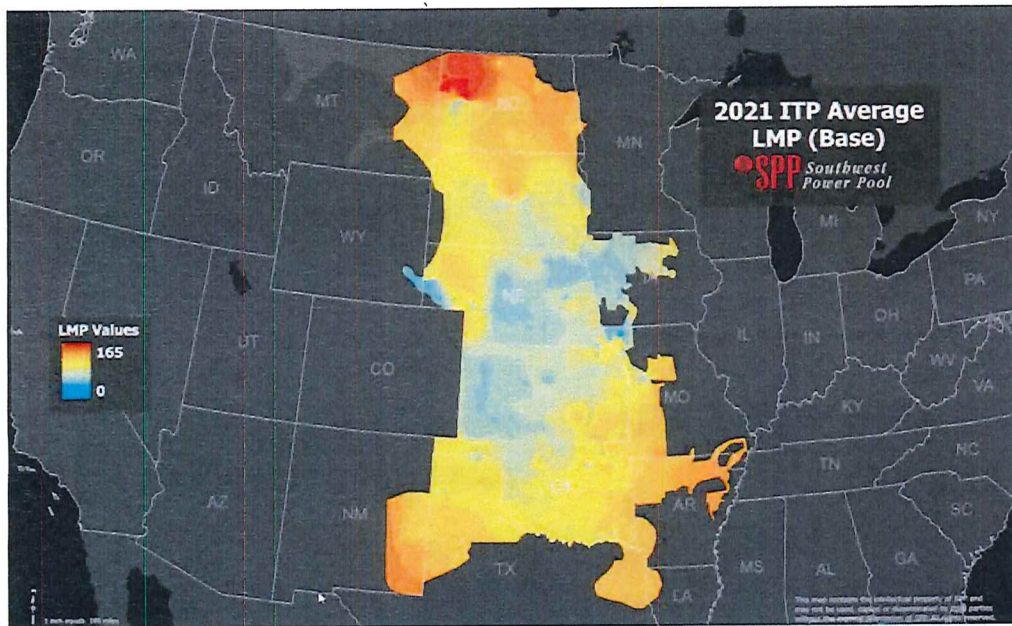 2021 ITP Average
LMP (Base)
SPP Southwest
Power Pool
LMP Values
165
0
WA
MT
ND
MN
OR
ID
WY
MI
NY
NE
PA
IL
IN
OH
UT
CO
MO
WV
VA
KY
TN
NC
AZ
NM
AR
SC
TX
MS
AL
GA
LA